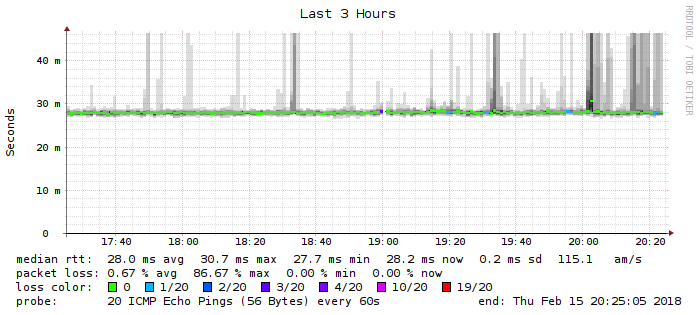 Last 3 Hours
RRDTOOL / TOBI OETIKER
Seconds
40 m
30 m
20 m
10 m
0
17:40 18:00 18:20 18:40 19:00 19:20 19:40 20:00 20:20
median rtt: 28.0 ms avg 30.7 ms max 27.7 ms min 28.2 ms now 0.2 ms sd 115.1 am/s
packet loss: 0.67 % avg 86.67 % max 0.00 % min 0.00 % now
loss color: 0 1/20 2/20 3/20 4/20 10/20 19/20
probe: 20 ICMP Echo Pings (56 Bytes) every 60s end: Thu Feb 15 20:25:05 2018